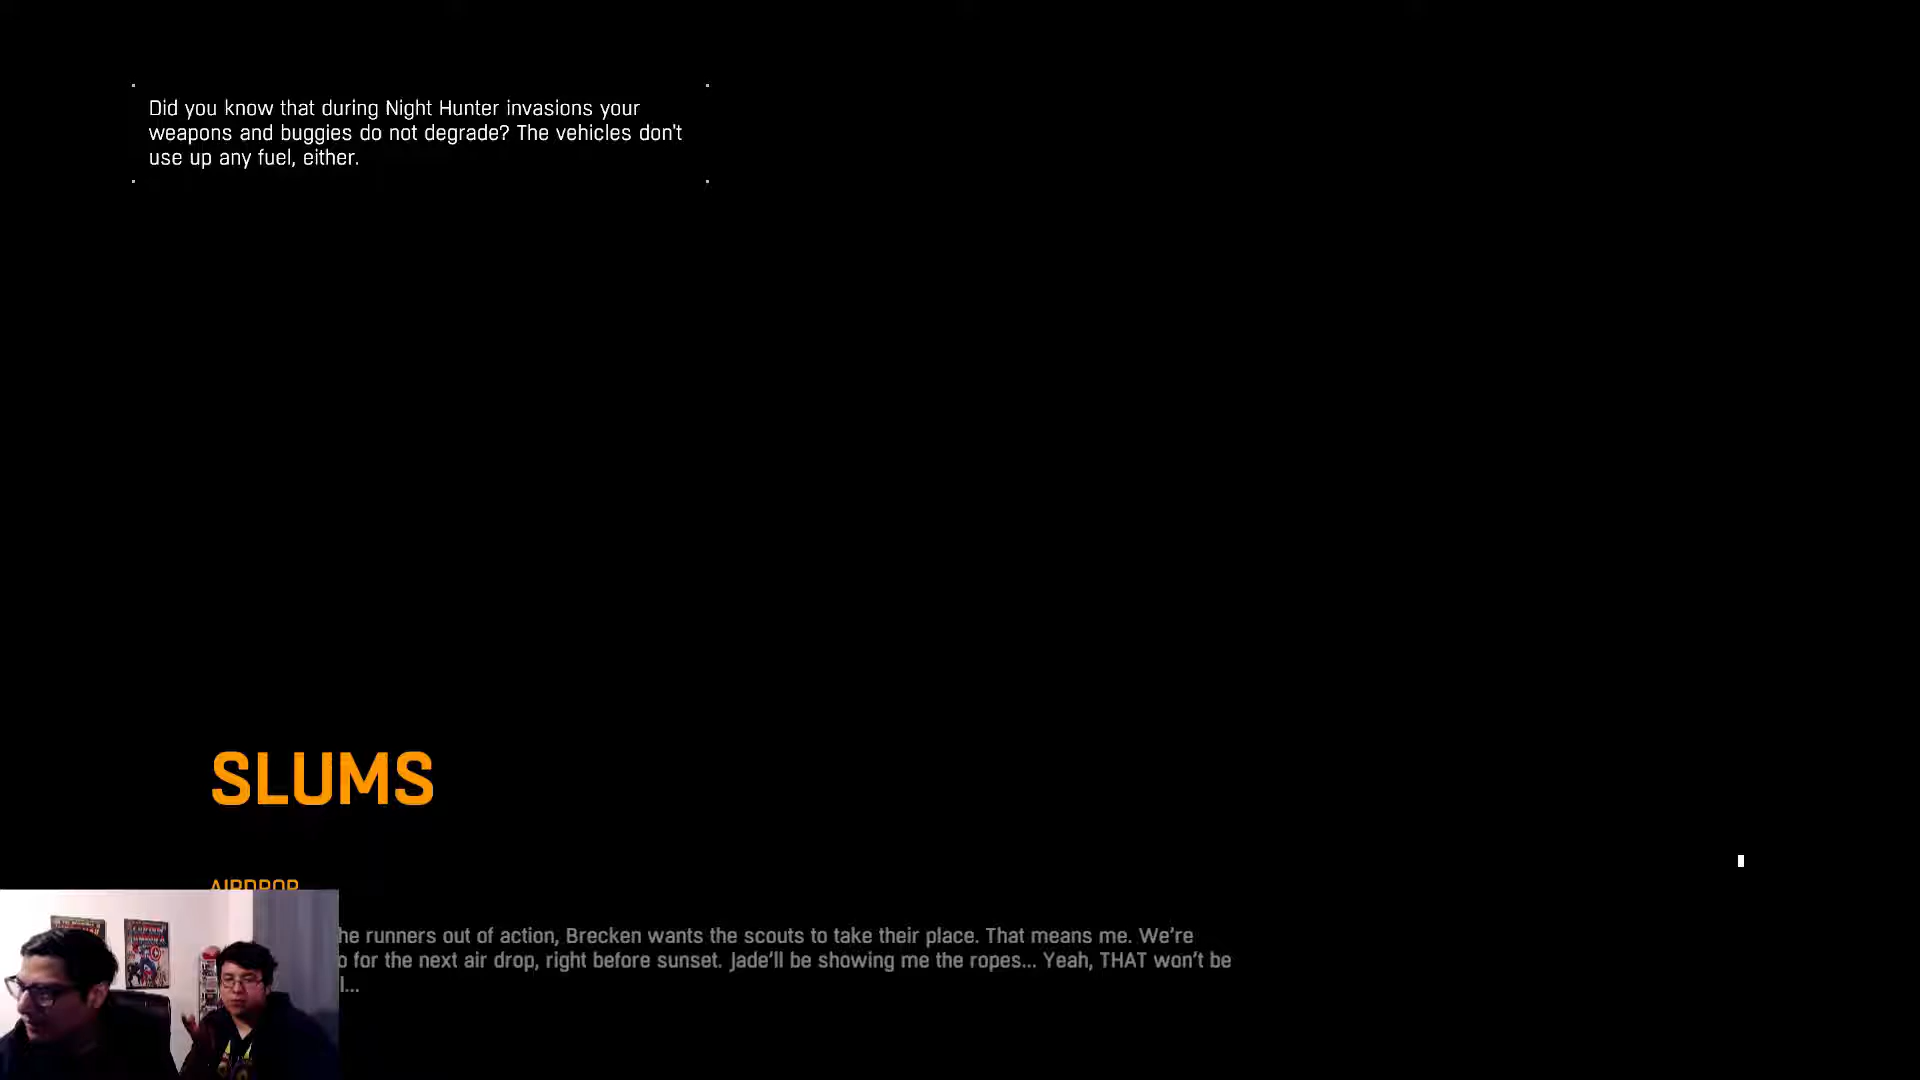 Did you know that during Night Hunter invasions your
weapons and buggies do not degrade? The vehicles don't
use up any fuel, either.
SLUMS
AIRDROP
he runners out of action, Brecken wants the scouts to take their place. That means me. We're
for the next air drop, right before sunset. Jade'll be showing me the ropes... Yeah, THAT won't be
l...